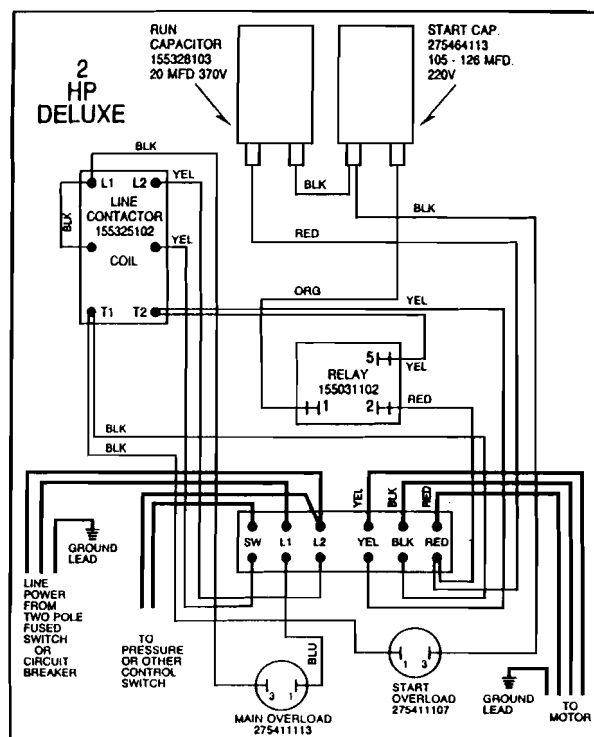 RUN
CAPACITOR
155328103
20 MFD 370V
START CAP.
275464113
105 - 126 MFD.
220V
2
HP
DELUXE
BLK
L1 L2 YEL
LINE
CONTACTOR
155325102
BLK
BLK
BLK
COIL
YEL
RED
T1 T2
ORG
YEL
5
YEL
RELAY
155031102
1 2
RED
BLK
BLK
YEL
BLK
RED
SW L1 L2 YEL BLK RED
GROUND
LEAD
LINE
POWER
FROM
TWO POLE
FUSED
SWITCH
OR
CIRCUIT
BREAKER
TO
PRESSURE
OR OTHER
CONTROL
SWITCH
BLU
3 1
MAIN OVERLOAD
275411113
1 3
START
OVERLOAD
275411107
GROUND
LEAD
TO
MOTOR